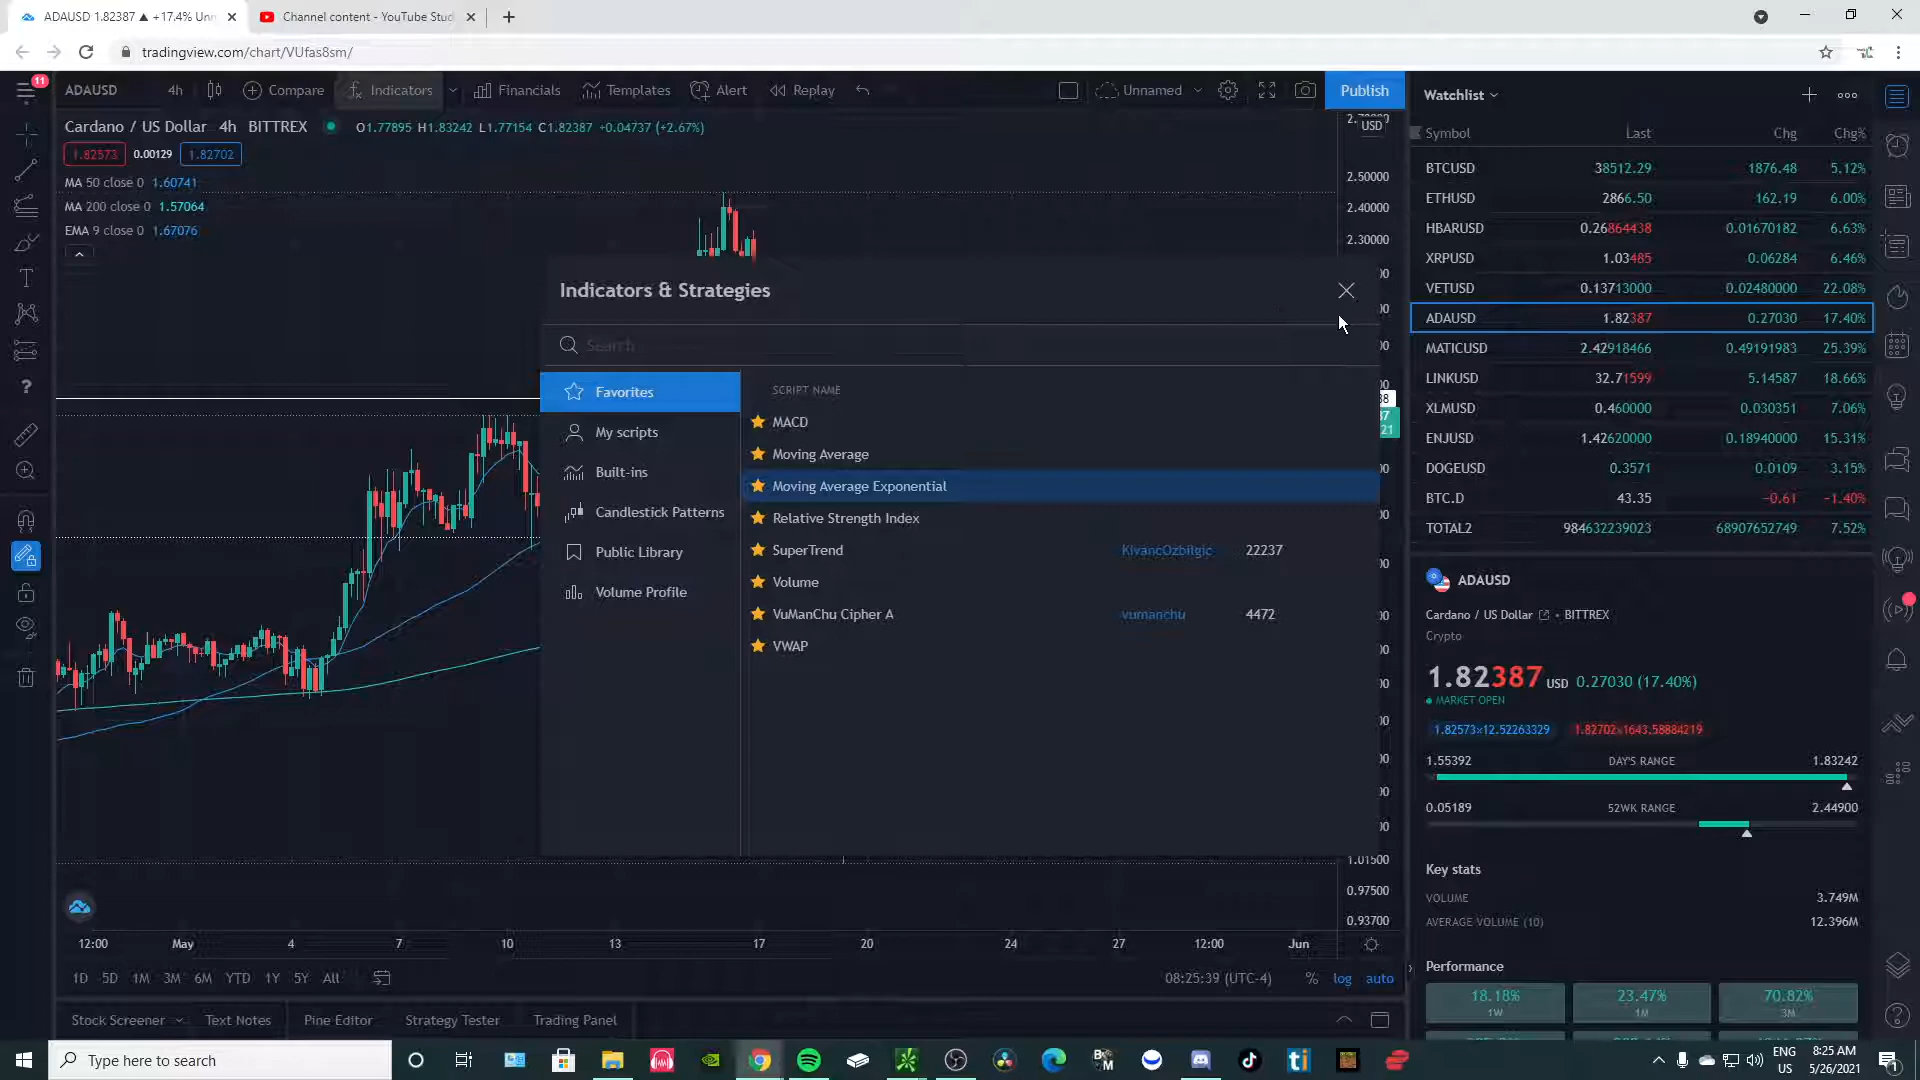 ADAUSD 1.82387 ▲ +17.4% Unn
Channel content - YouTube Stud
tradingview.com/chart/VUfas8sm/
11
ADAUSD 4h Compare Indicators Financials Templates Alert Replay Unnamed Publish
Cardano / US Dollar 4h BITTREX O1.77895 H1.83242 L1.77154 C1.82387 +0.04737 (+2.67%)
1.82573 0.00129 1.82702
MA 50 close 0 1.60741
MA 200 close 0 1.57064
EMA 9 close 0 1.67076
USD
2.50000
2.40000
2.30000
Indicators & Strategies
Search
Favorites
My scripts
Built-ins
Candlestick Patterns
Public Library
Volume Profile
SCRIPT NAME
MACD
Moving Average
Moving Average Exponential
Relative Strength Index
SuperTrend KivancOzbilgic 22237
Volume
VuManChu Cipher A vumanchu 4472
VWAP
1.01500
0.97500
0.93700
12:00 May 4 7 10 13 17 20 24 27 12:00 Jun
1D 5D 1M 3M 6M YTD 1Y 5Y All 08:25:39 (UTC-4) % log auto
Stock Screener Text Notes Pine Editor Strategy Tester Trading Panel
Watchlist
Symbol Last Chg Chg%
BTCUSD 38512.29 1876.48 5.12%
ETHUSD 2866.50 162.19 6.00%
HBARUSD 0.26864438 0.01670182 6.63%
XRPUSD 1.03485 0.06284 6.46%
VETUSD 0.13713000 0.02480000 22.08%
ADAUSD 1.82387 0.27030 17.40%
MATICUSD 2.42918466 0.49191983 25.39%
LINKUSD 32.71599 5.14587 18.66%
XLMUSD 0.460000 0.030351 7.06%
ENJUSD 1.42620000 0.18940000 15.31%
DOGEUSD 0.3571 0.0109 3.15%
BTC.D 43.35 −0.61 −1.40%
TOTAL2 984632239023 68907652749 7.52%
ADAUSD
Cardano / US Dollar • BITTREX
Crypto
1.82387 USD 0.27030 (17.40%)
MARKET OPEN
1.82573×12.52263329 1.82702×1643.58884219
1.55392 DAY'S RANGE 1.83242
0.05189 52WK RANGE 2.44900
Key stats
VOLUME 3.749M
AVERAGE VOLUME (10) 12.396M
Performance
18.18% 23.47% 70.82%
1W 1M 3M
Type here to search
ENG
US
8:25 AM
5/26/2021